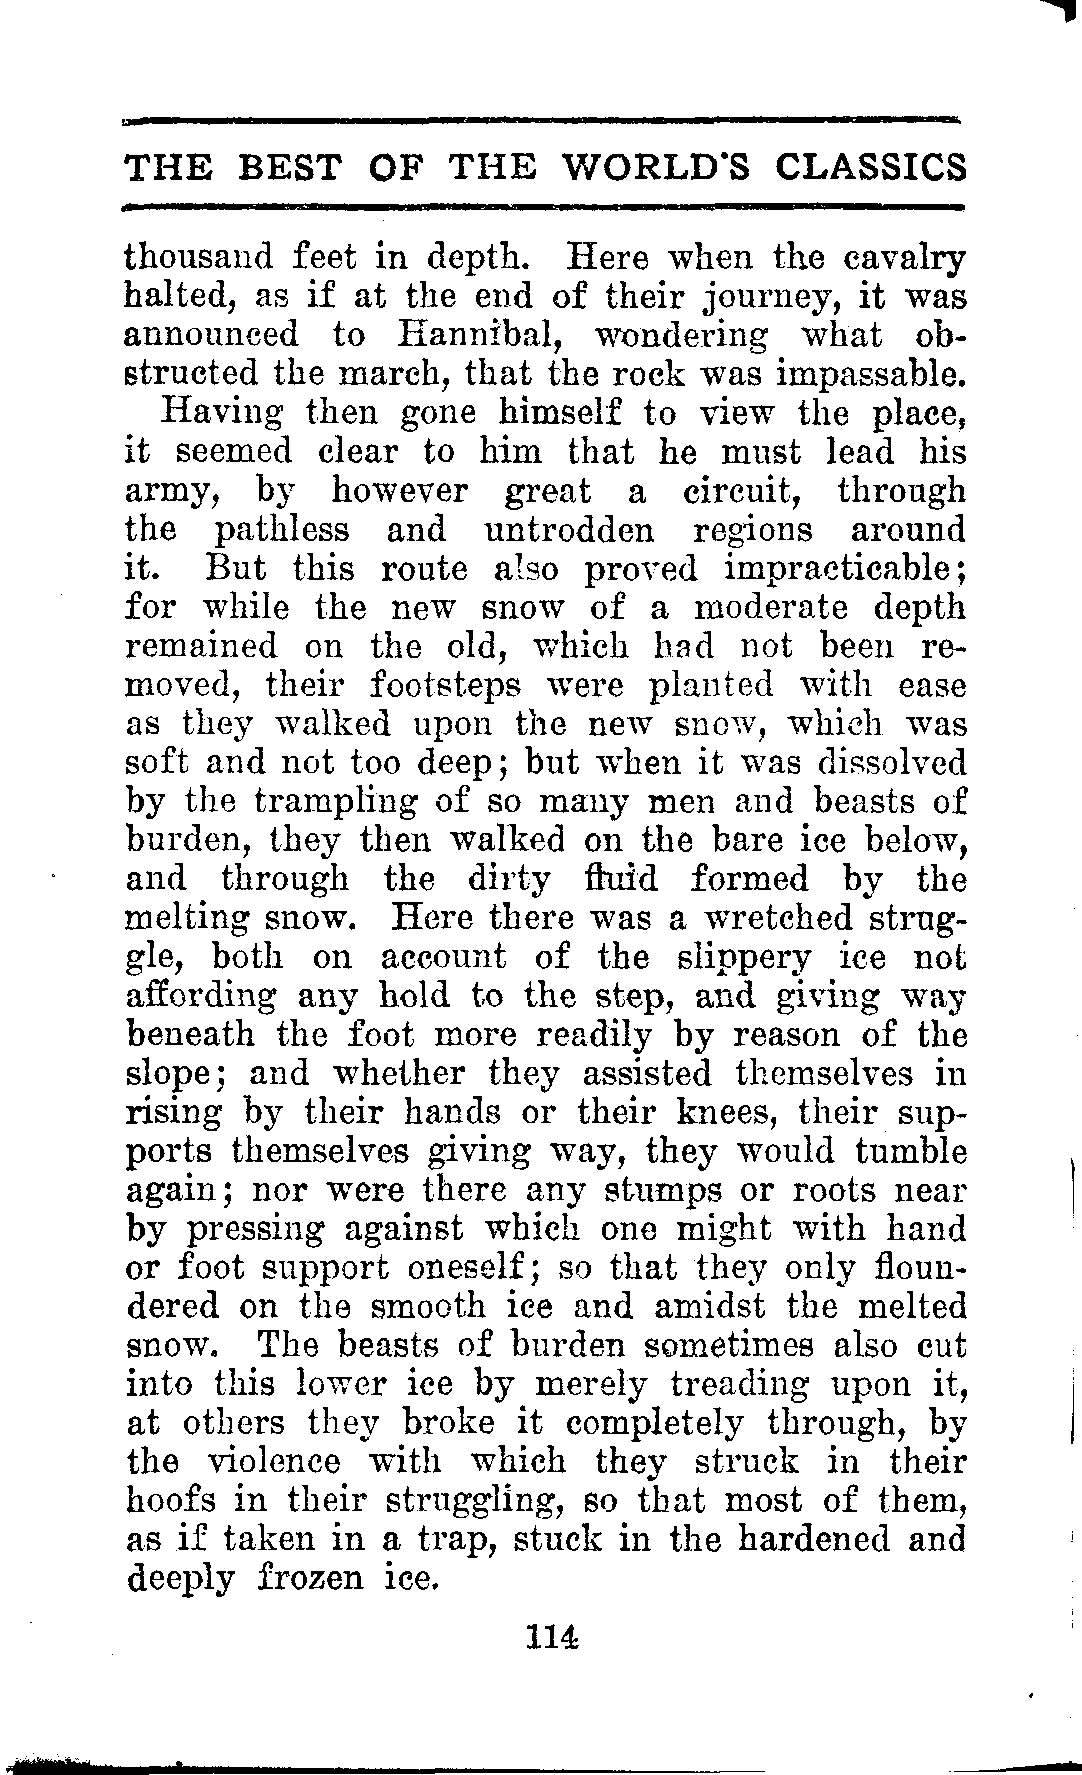 THE BEST OF THE WORLD'S CLASSICS
thousand feet in depth. Here when the cavalry
halted, as if at the end of their journey, it was
announced to Hannibal, wondering what ob-
structed the march, that the rock was impassable.
Having then gone himself to view the place,
it seemed clear to him that he must lead his
army, by however great a circuit, through
the pathless and untrodden regions around
it. But this route also proved impracticable;
for while the new snow of a moderate depth
remained on the old, which had not been re-
moved, their footsteps were planted with ease
as they walked upon the new snow, which was
soft and not too deep; but when it was dissolved
by the trampling of so many men and beasts of
burden, they then walked on the bare ice below,
and through the dirty fluid formed by the
melting snow. Here there was a wretched strug-
gle, both on account of the slippery ice not
affording any hold to the step, and giving way
beneath the foot more readily by reason of the
slope; and whether they assisted themselves in
rising by their hands or their knees, their sup-
ports themselves giving way, they would tumble
again; nor were there any stumps or roots near
by pressing against which one might with hand
or foot support oneself; so that they only floun-
dered on the smooth ice and amidst the melted
snow. The beasts of burden sometimes also cut
into this lower ice by merely treading upon it,
at others they broke it completely through, by
the violence with which they struck in their
hoofs in their struggling, so that most of them,
as if taken in a trap, stuck in the hardened and
deeply frozen ice.
114